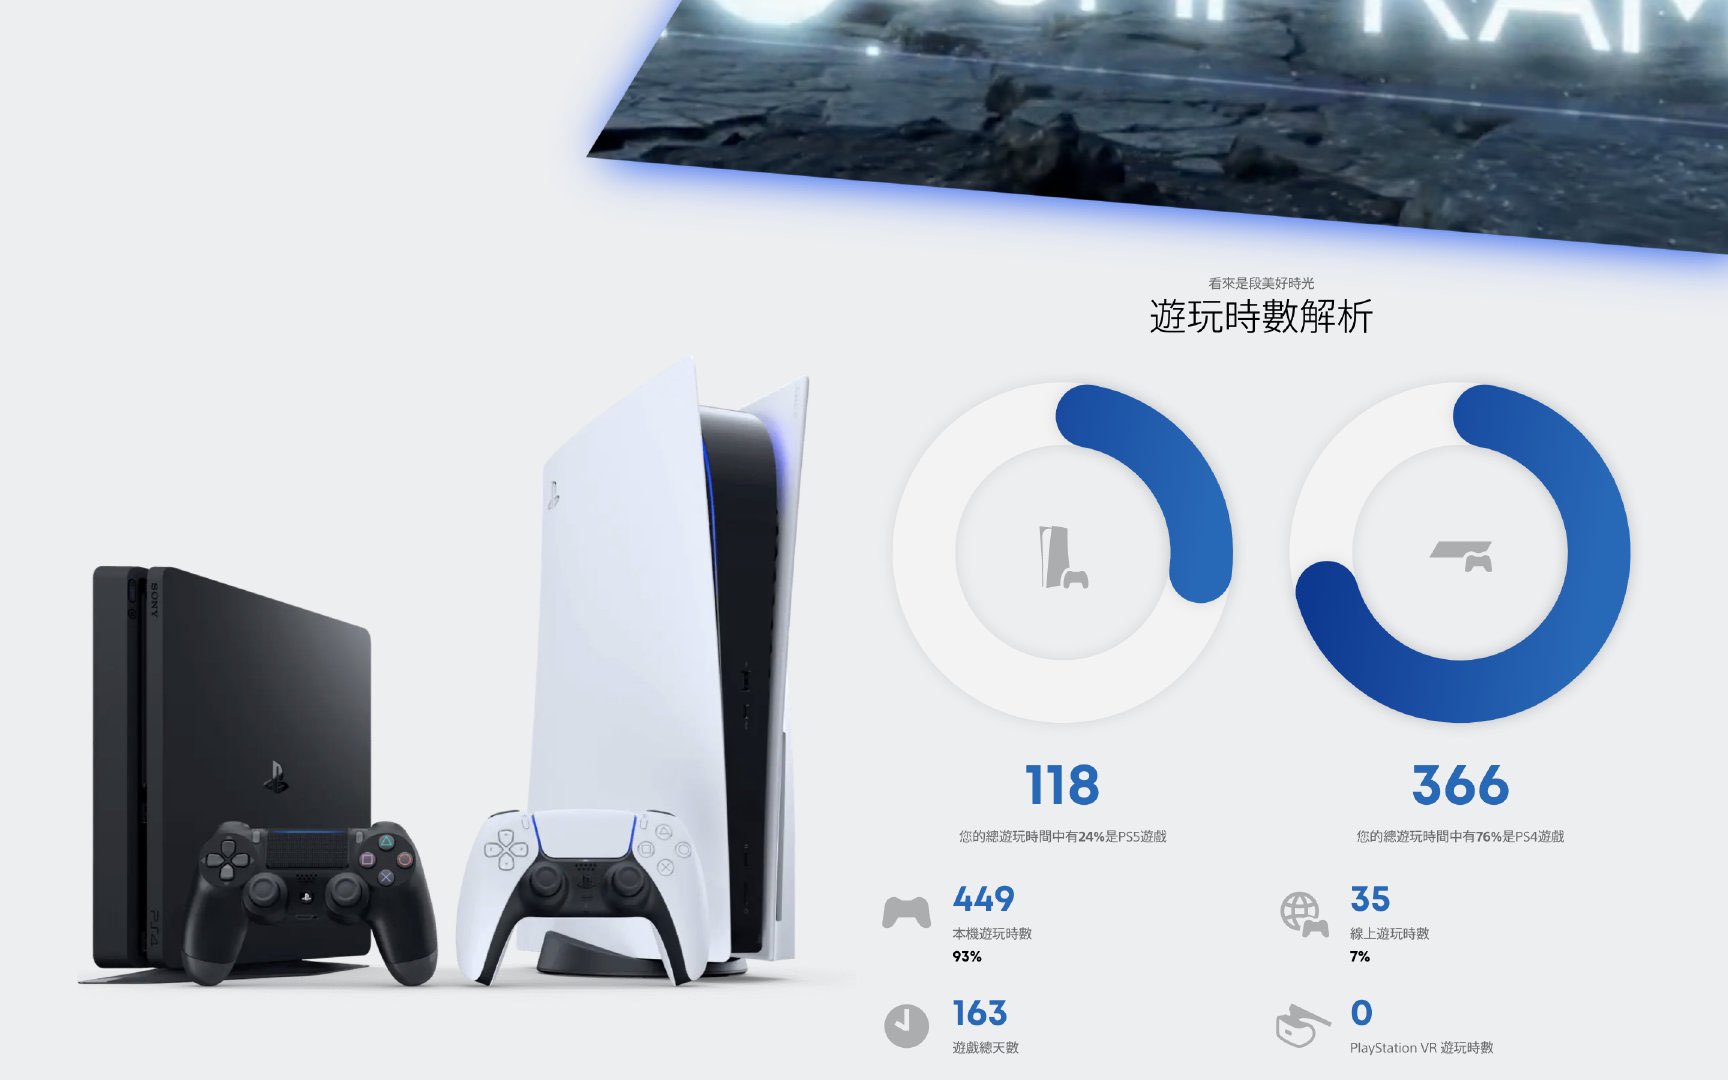 看來是段美好時光
遊玩時數解析
SONY
PS4
118
366
您的總遊玩時間中有24%是PS5遊戲
您的總遊玩時間中有76%是PS4遊戲
449
本機遊玩時數
93%
35
線上遊玩時數
7%
163
遊戲總天數
0
PlayStation VR 遊玩時數